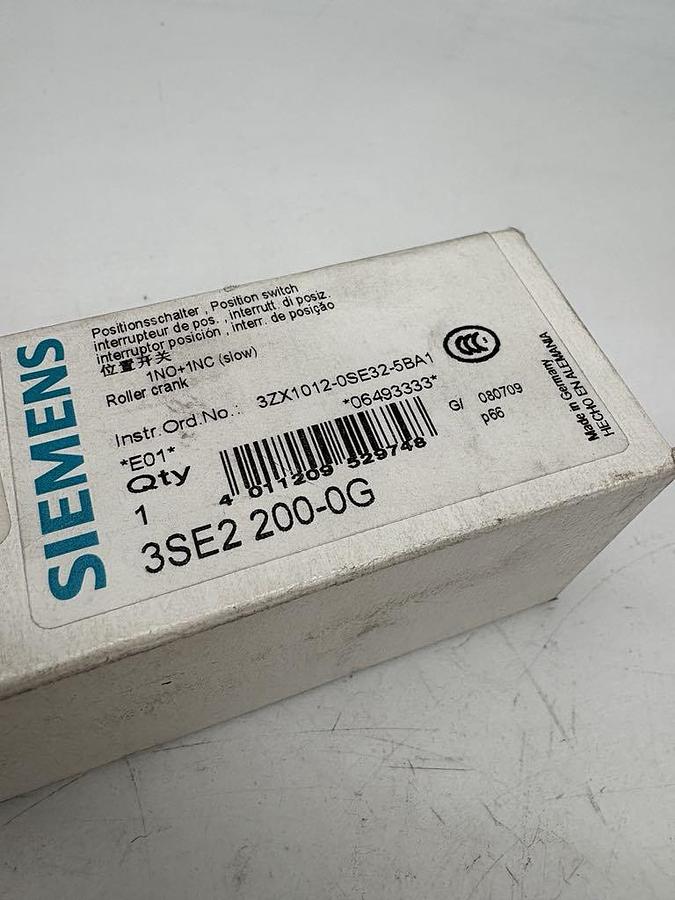 SIEMENS
Positionsschalter , Position switch
interrupteur de pos. , interrutt. di posiz.
interruptor posición , interr. de posição
位置开关
1NO+1NC (slow)
Roller crank
CCC
Instr.Ord.No.: 3ZX1012-0SE32-5BA1
*E01* *06493333* G/ 080709
p66
Qty
1
4 011209 529748
3SE2 200-0G
Made in Germany
HECHO EN ALEMANIA